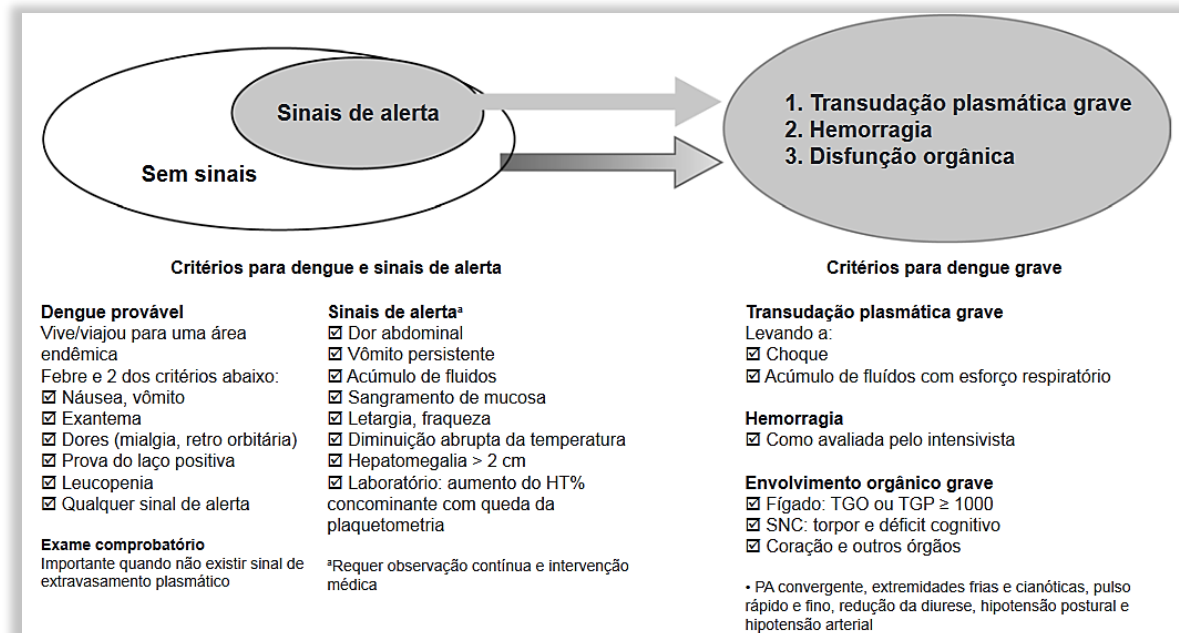 Sinais de alerta
Sem sinais
1. Transudação plasmática grave
2. Hemorragia
3. Disfunção orgânica
Critérios para dengue e sinais de alerta
Dengue provável
Vive/viajou para uma área
endêmica
Febre e 2 dos critérios abaixo:
☑ Náusea, vômito
☑ Exantema
☑ Dores (mialgia, retro orbitária)
☑ Prova do laço positiva
☑ Leucopenia
☑ Qualquer sinal de alerta
Exame comprobatório
Importante quando não existir sinal de
extravasamento plasmático
Sinais de alertaª
☑ Dor abdominal
☑ Vômito persistente
☑ Acúmulo de fluidos
☑ Sangramento de mucosa
☑ Letargia, fraqueza
☑ Diminuição abrupta da temperatura
☑ Hepatomegalia > 2 cm
☑ Laboratório: aumento do HT%
concominante com queda da
plaquetometria
ªRequer observação contínua e intervenção
médica
Critérios para dengue grave
Transudação plasmática grave
Levando a:
☑ Choque
☑ Acúmulo de fluídos com esforço respiratório
Hemorragia
☑ Como avaliada pelo intensivista
Envolvimento orgânico grave
☑ Fígado: TGO ou TGP ≥ 1000
☑ SNC: torpor e déficit cognitivo
☑ Coração e outros órgãos
• PA convergente, extremidades frias e cianóticas, pulso
rápido e fino, redução da diurese, hipotensão postural e
hipotensão arterial